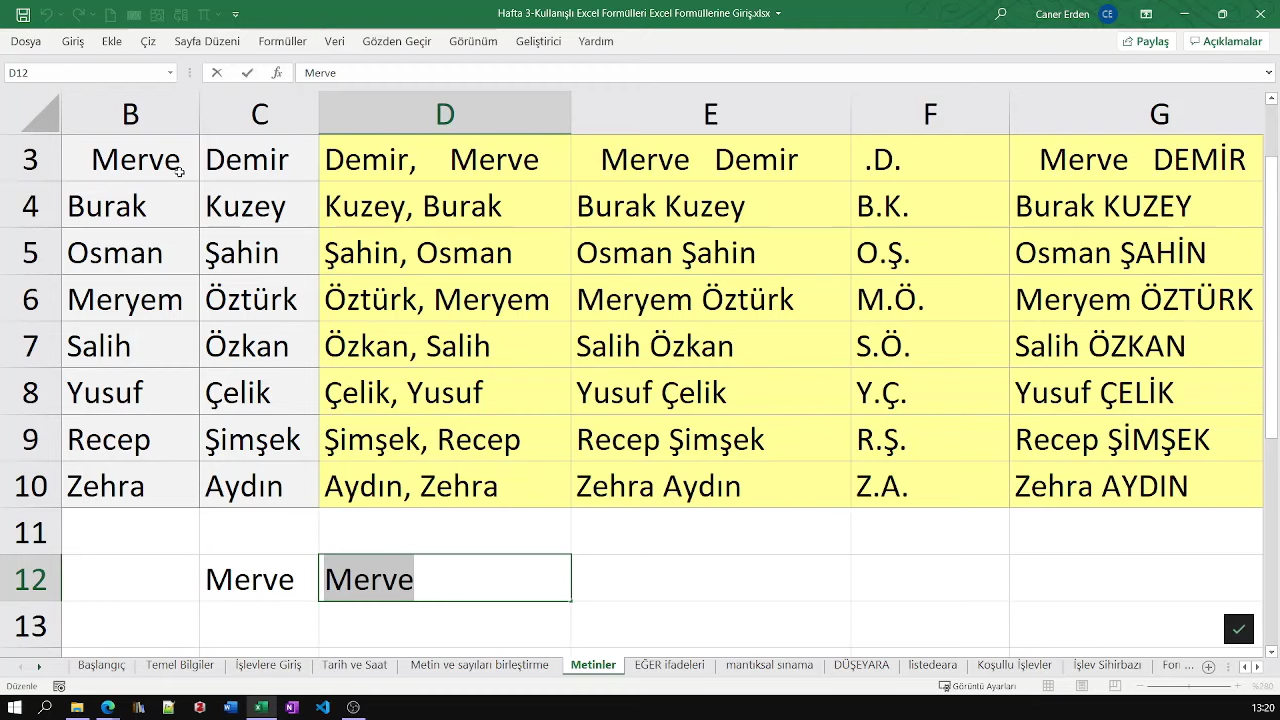 Hafta 3-Kullanışlı Excel Formülleri Excel Formüllerine Giriş.xlsx
Caner Erden CE
Dosya Giriş Ekle Çiz Sayfa Düzeni Formüller Veri Gözden Geçir Görünüm Geliştirici Yardım Paylaş Açıklamalar
D12 fx Merve
B C D E F G
3 Merve Demir Demir, Merve Merve Demir .D. Merve DEMİR
4 Burak Kuzey Kuzey, Burak Burak Kuzey B.K. Burak KUZEY
5 Osman Şahin Şahin, Osman Osman Şahin O.Ş. Osman ŞAHİN
6 Meryem Öztürk Öztürk, Meryem Meryem Öztürk M.Ö. Meryem ÖZTÜRK
7 Salih Özkan Özkan, Salih Salih Özkan S.Ö. Salih ÖZKAN
8 Yusuf Çelik Çelik, Yusuf Yusuf Çelik Y.Ç. Yusuf ÇELİK
9 Recep Şimşek Şimşek, Recep Recep Şimşek R.Ş. Recep ŞİMŞEK
10 Zehra Aydın Aydın, Zehra Zehra Aydın Z.A. Zehra AYDIN
11
12 Merve Merve
13
Başlangıç Temel Bilgiler İşlevlere Giriş Tarih ve Saat Metin ve sayıları birleştirme Metinler EĞER ifadeleri mantıksal sınama DÜŞEYARA listedeara Koşullu işlevler İşlev Sihirbazı For ...
Düzenle Görüntü Ayarları %280
13:20